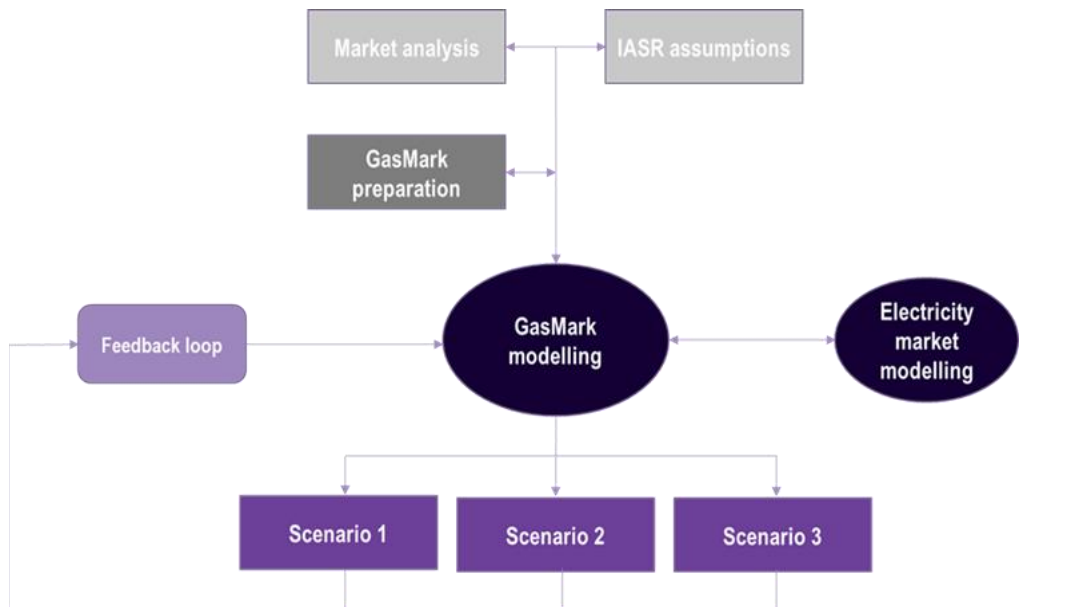 Market analysis
IASR assumptions
GasMark
preparation
Feedback loop
GasMark
modelling
Electricity
market
modelling
Scenario 1
Scenario 2
Scenario 3